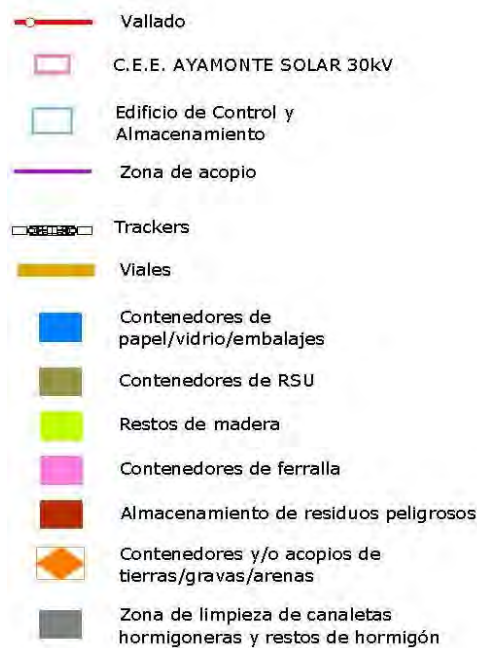 Vallado
C.E.E. AYAMONTE SOLAR 30kV
Edificio de Control y
Almacenamiento
Zona de acopio
Trackers
Viales
Contenedores de
papel/vidrio/embalajes
Contenedores de RSU
Restos de madera
Contenedores de ferralla
Almacenamiento de residuos peligrosos
Contenedores y/o acopios de
tierras/gravas/arenas
Zona de limpieza de canaletas
hormigoneras y restos de hormigón